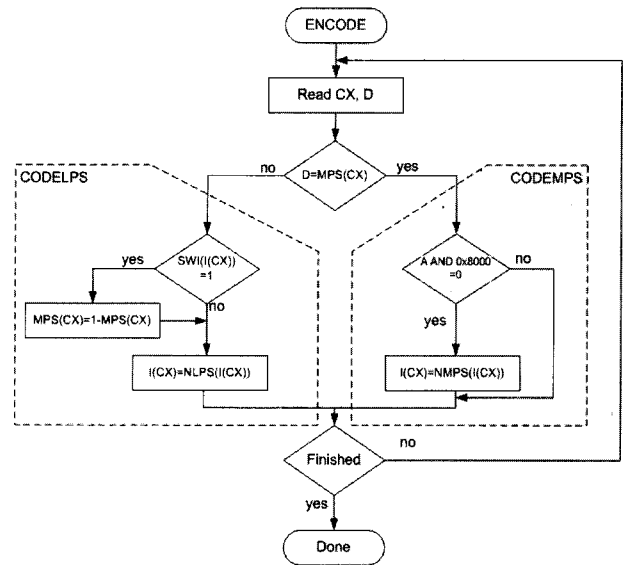 ENCODE
Read CX, D
D=MPS(CX)
no
yes
CODELPS
CODEMPS
SWI(I(CX))
=1
yes
no
A AND 0x8000
=0
no
yes
MPS(CX)=1-MPS(CX)
I(CX)=NLPS(I(CX))
I(CX)=NMPS(I(CX))
Finished
no
yes
Done